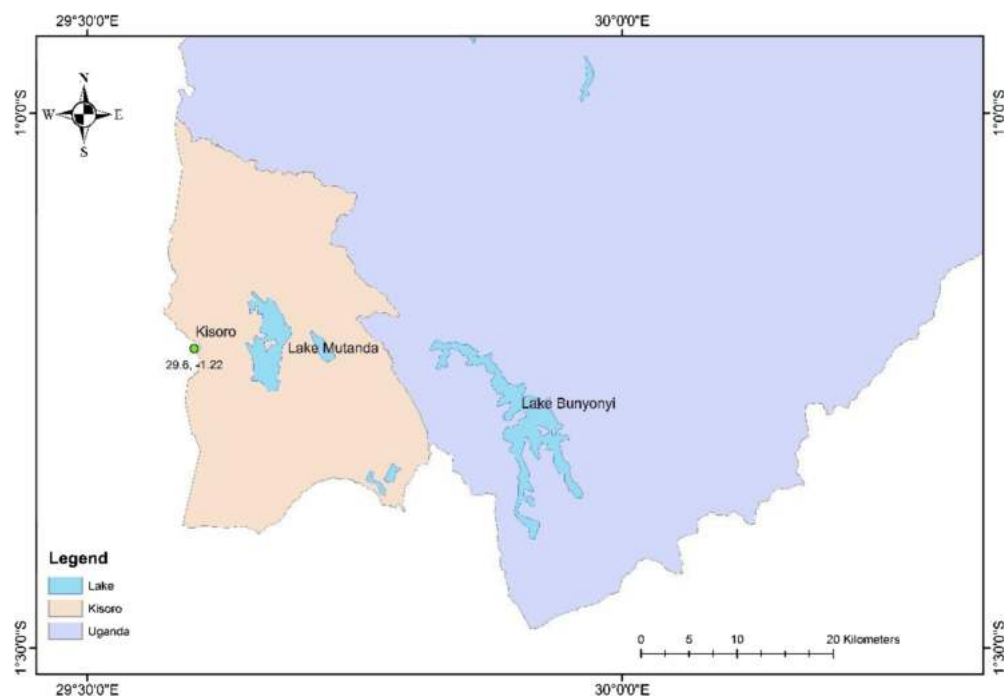 29°30'0"E
30°0'0"E
N
W E
S
1°0'0"S
1°0'0"S
Kisoro
29.6, -1.22
Lake Mutanda
Lake Bunyonyi
Legend
Lake
Kisoro
Uganda
0 5 10 20 Kilometers
1°30'0"S
1°30'0"S
29°30'0"E
30°0'0"E